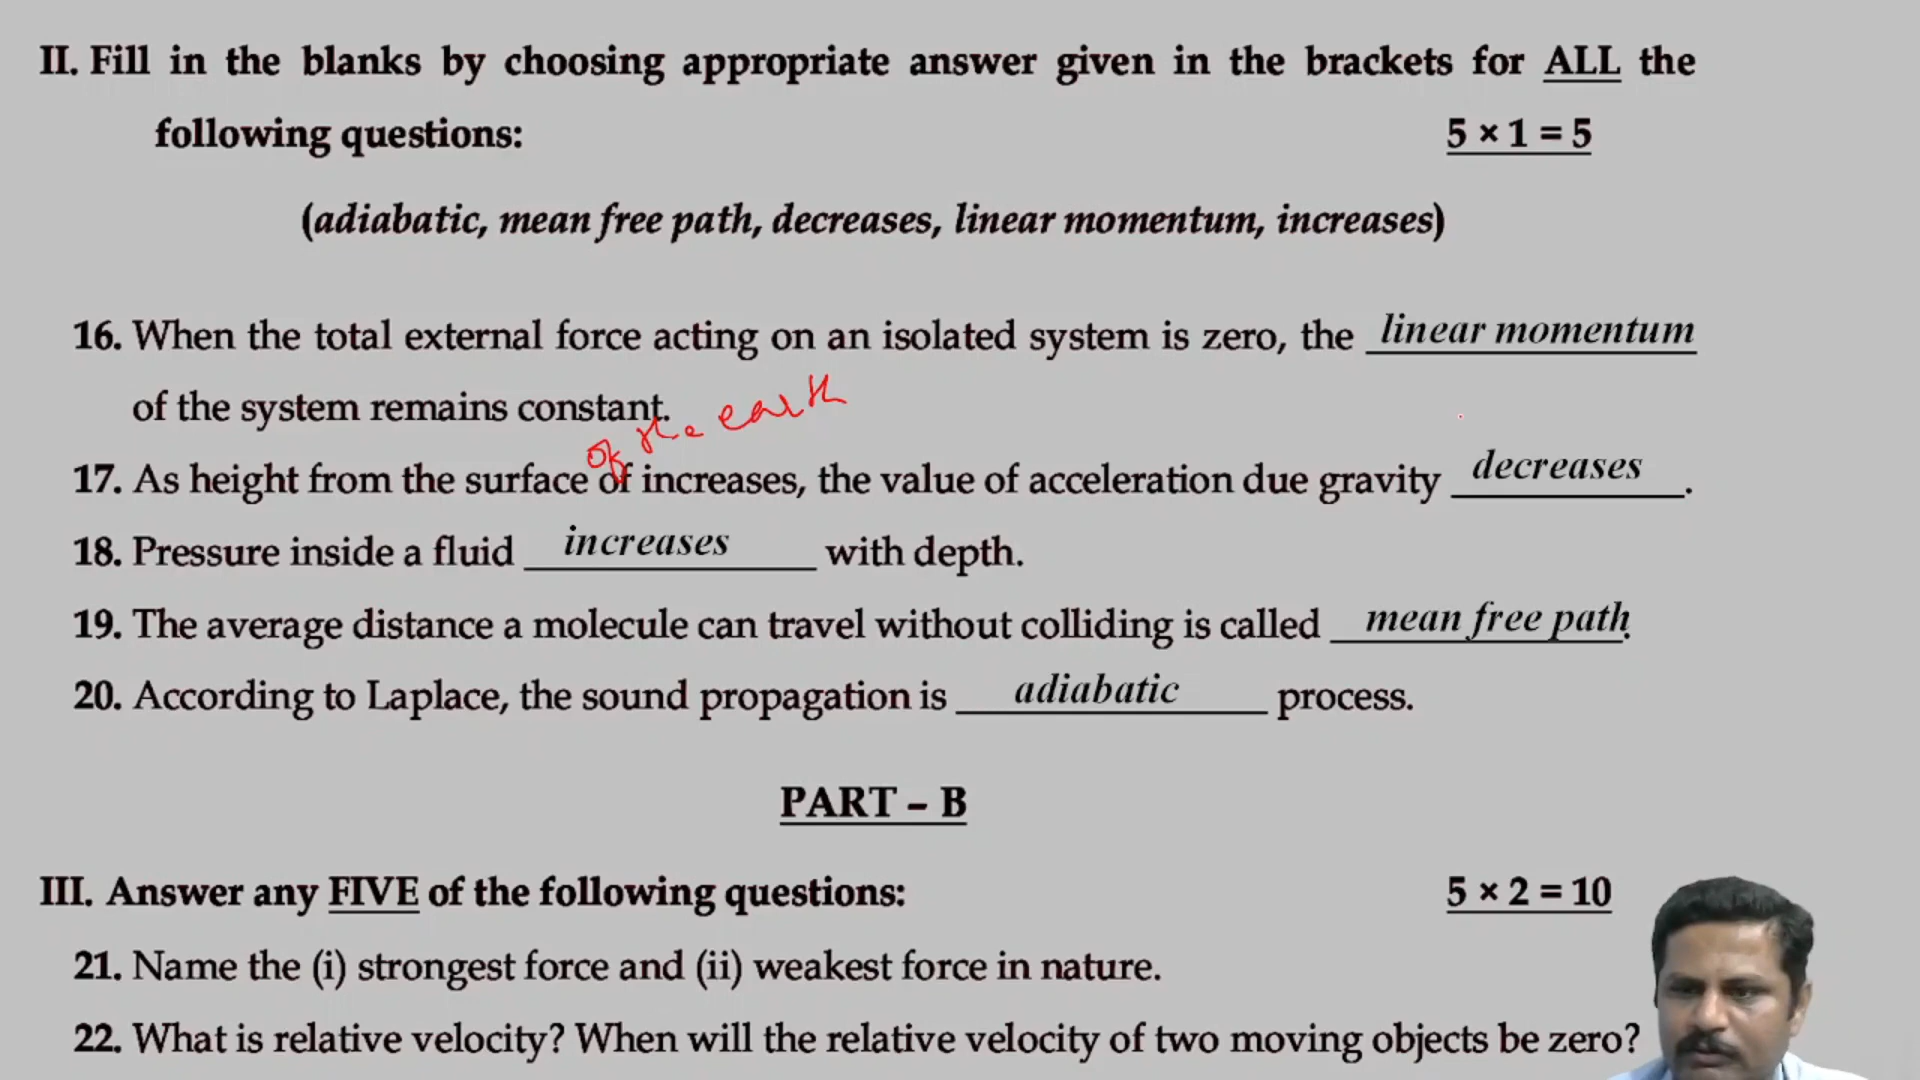 II. Fill in the blanks by choosing appropriate answer given in the brackets for ALL the
following questions: 5 × 1 = 5
(adiabatic, mean free path, decreases, linear momentum, increases)
16. When the total external force acting on an isolated system is zero, the linear momentum
of the system remains constant.
of the earth
17. As height from the surface of increases, the value of acceleration due gravity decreases.
18. Pressure inside a fluid increases with depth.
19. The average distance a molecule can travel without colliding is called mean free path.
20. According to Laplace, the sound propagation is adiabatic process.
PART – B
III. Answer any FIVE of the following questions: 5 × 2 = 10
21. Name the (i) strongest force and (ii) weakest force in nature.
22. What is relative velocity? When will the relative velocity of two moving objects be zero?